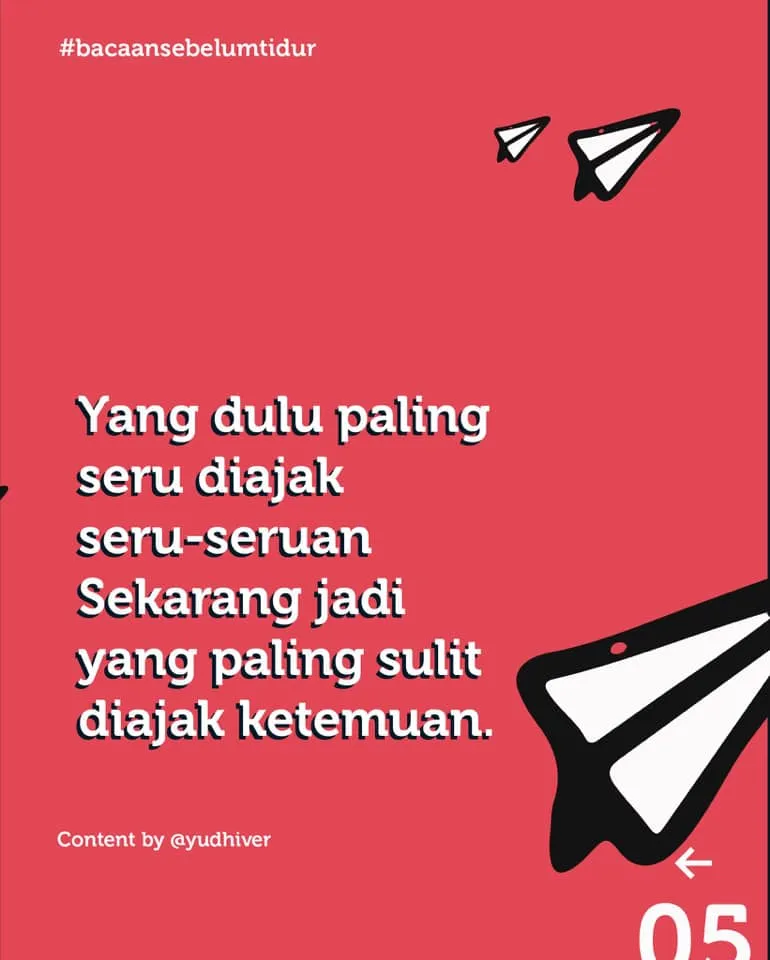 #bacaansebelumtidur
Yang dulu paling
seru diajak
seru-seruan
Sekarang jadi
yang paling sulit
diajak ketemuan.
Content by @yudhiver
05